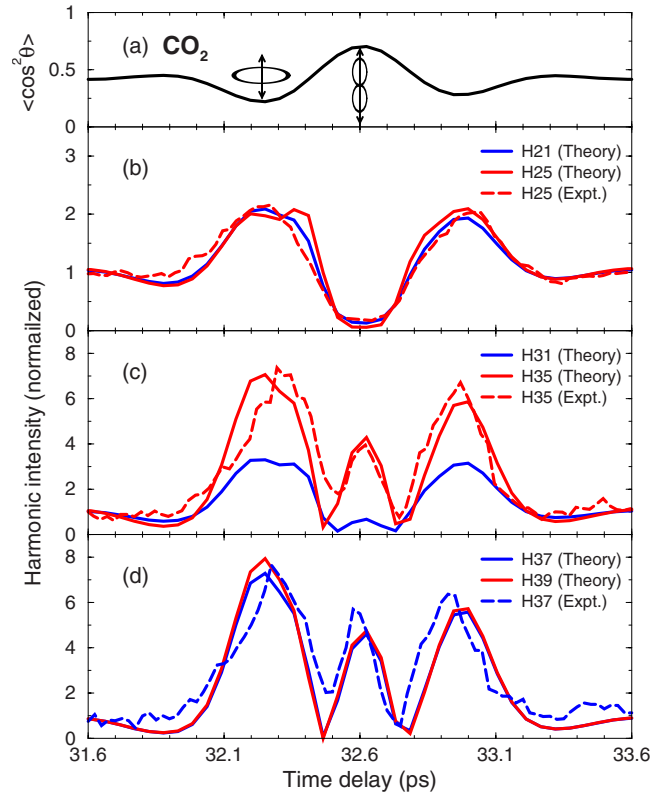 <cos²θ>
1
0.5
0
(a) CO₂
Harmonic intensity (normailzed)
3
2
1
0
(b)
H21 (Theory)
H25 (Theory)
H25 (Expt.)
8
6
4
2
0
(c)
H31 (Theory)
H35 (Theory)
H35 (Expt.)
8
6
4
2
0
(d)
H37 (Theory)
H39 (Theory)
H37 (Expt.)
31.6 32.1 32.6 33.1 33.6
Time delay (ps)